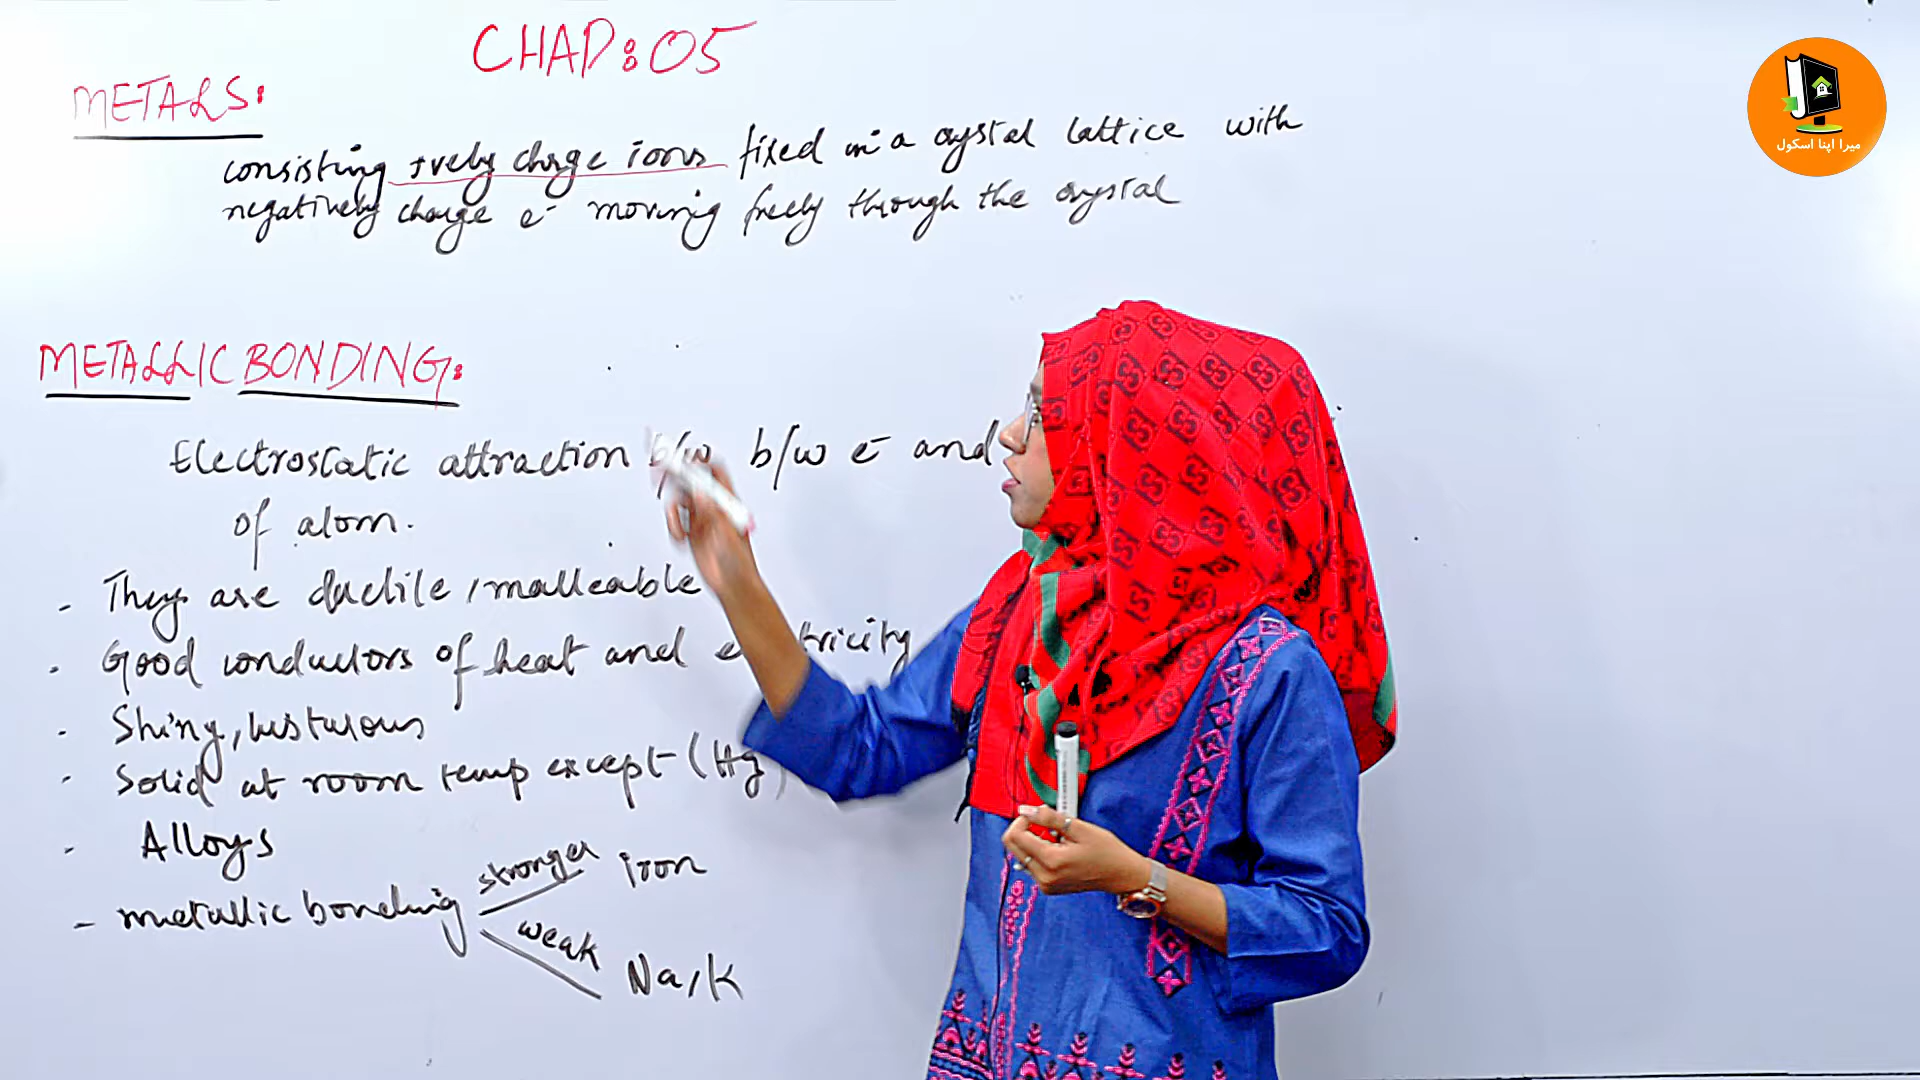 CHAP:05
METALS:
consisting +vely charge ions fixed in a crystal lattice with
negatively charge e- moving freely through the crystal
METALLIC BONDING:
Electrostatic attraction b/w b/w e- and
of atom.
- They are ductile, malleable
- Good conductors of heat and e tricity
- Shiny, lusturous
- Solid at room temp except (Hg)
- Alloys
- metallic bonding stronger iron
weak Na, K
میرا اپنا اسکول